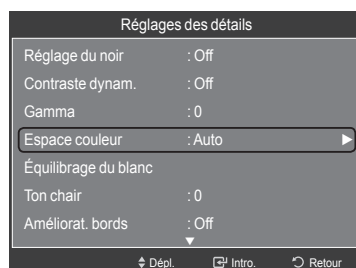 Réglages des détails
Réglage du noir : Off
Contraste dynam. : Off
Gamma : 0
Espace couleur : Auto
Équilibrage du blanc
Ton chair : 0
Améliorat. bords : Off
Dépl. Intro. Retour